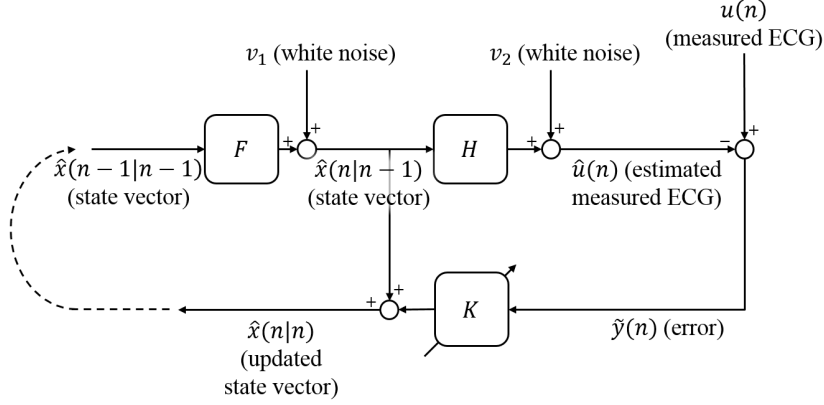 u(n)
(measured ECG)
v₁ (white noise)
v₂ (white noise)
+
+
+
F
+
H
+
−
x̂(n − 1|n − 1)
(state vector)
x̂(n|n − 1)
(state vector)
û(n) (estimated
measured ECG)
+
+
K
x̂(n|n)
(updated
state vector)
ỹ(n) (error)